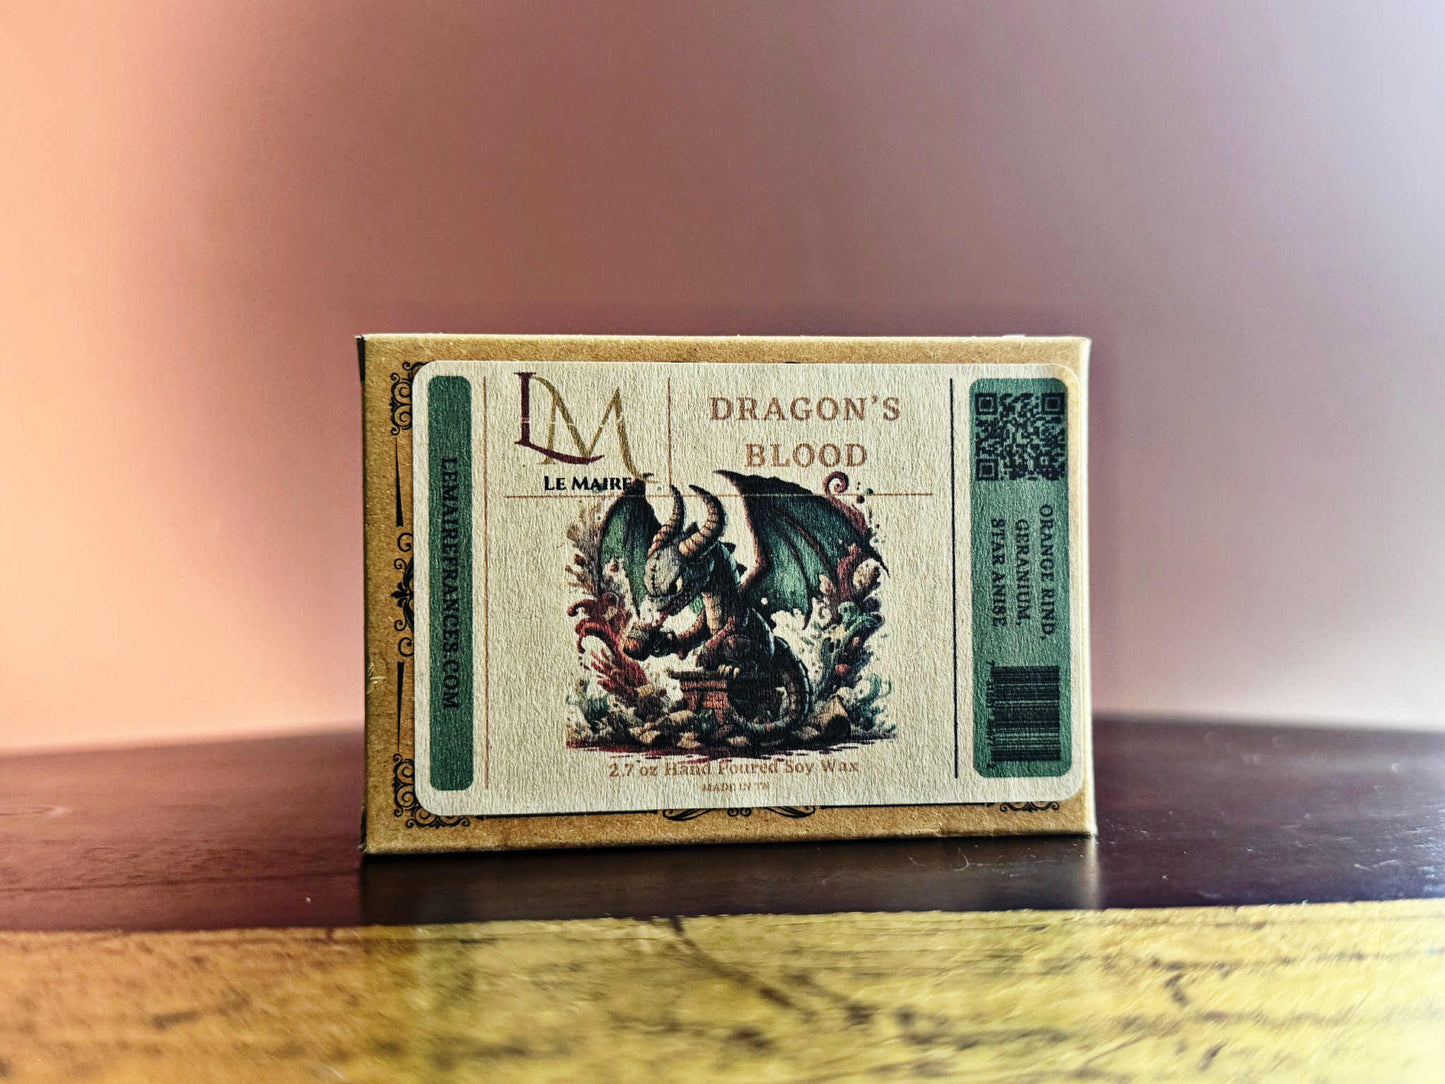 LM
LE MAIRE
DRAGON'S
BLOOD
LEMAIREFRANCES.COM
ORANGE RIND,
GERANIUM,
STAR ANISE
2.7 oz Hand Poured Soy Wax
MADE IN TN